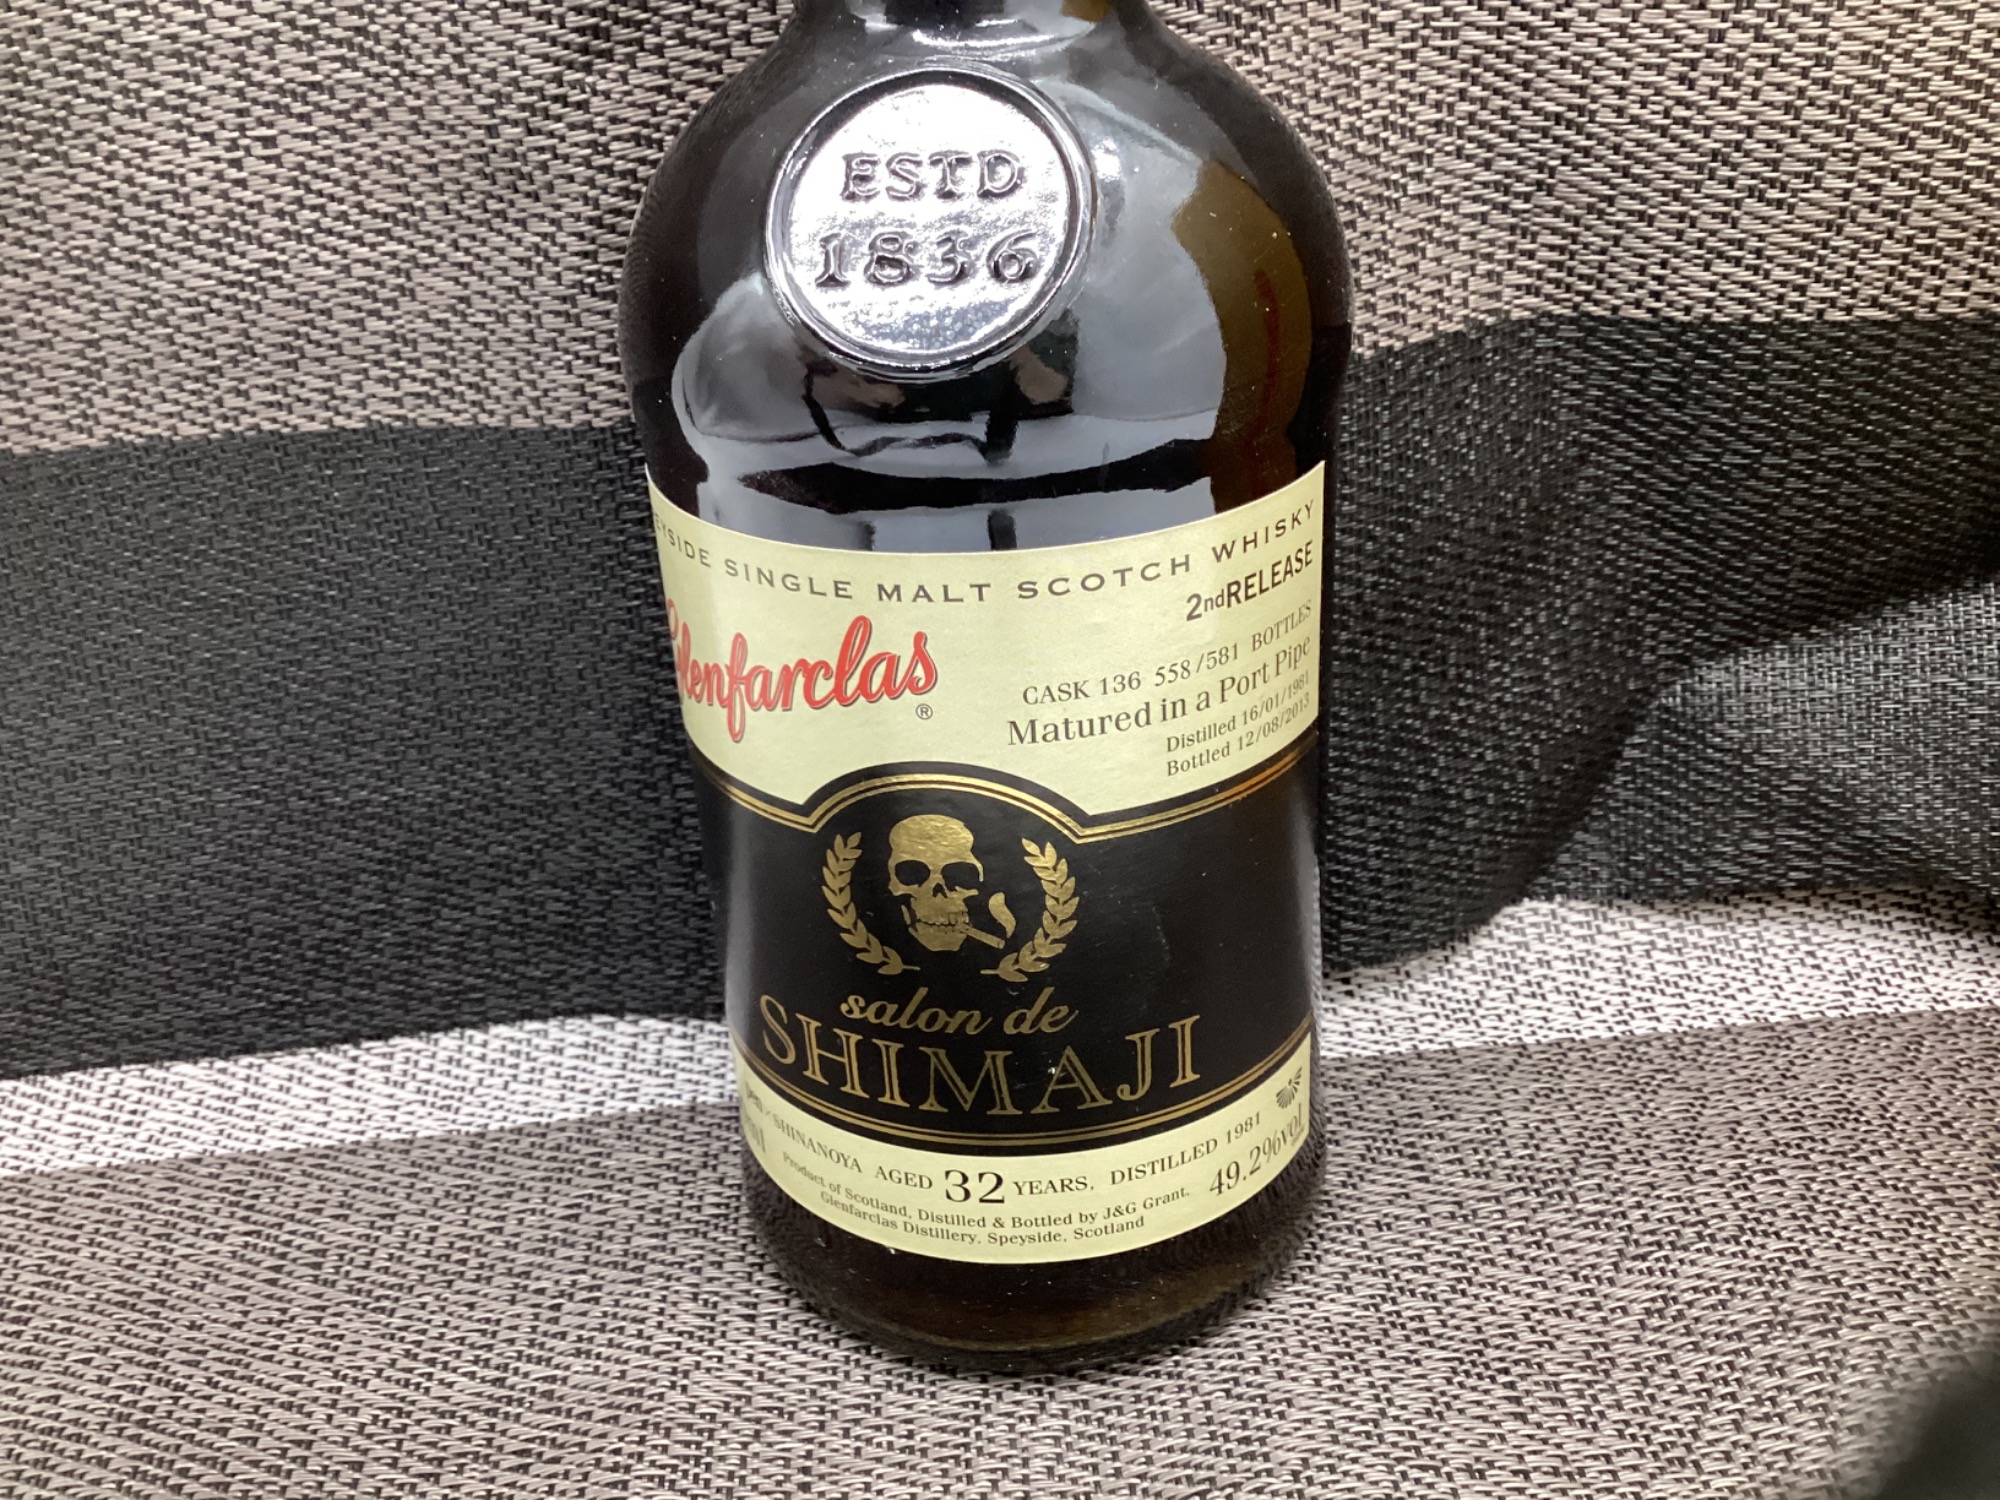 ESTD
1836
SINGLE MALT SCOTCH WHISKY
2ndRELEASE
Glenfarclas
®
CASK 136 558/581 BOTTLES
Matured in a Port Pipe
Distilled 16/01/1981
Bottled 12/08/2013
salon de
SHIMAJI
SHINANOYA AGED 32 YEARS. DISTILLED 1981
49.2%vol
Product of Scotland, Distilled & Bottled by J&G Grant.
Glenfarclas Distillery, Speyside, Scotland